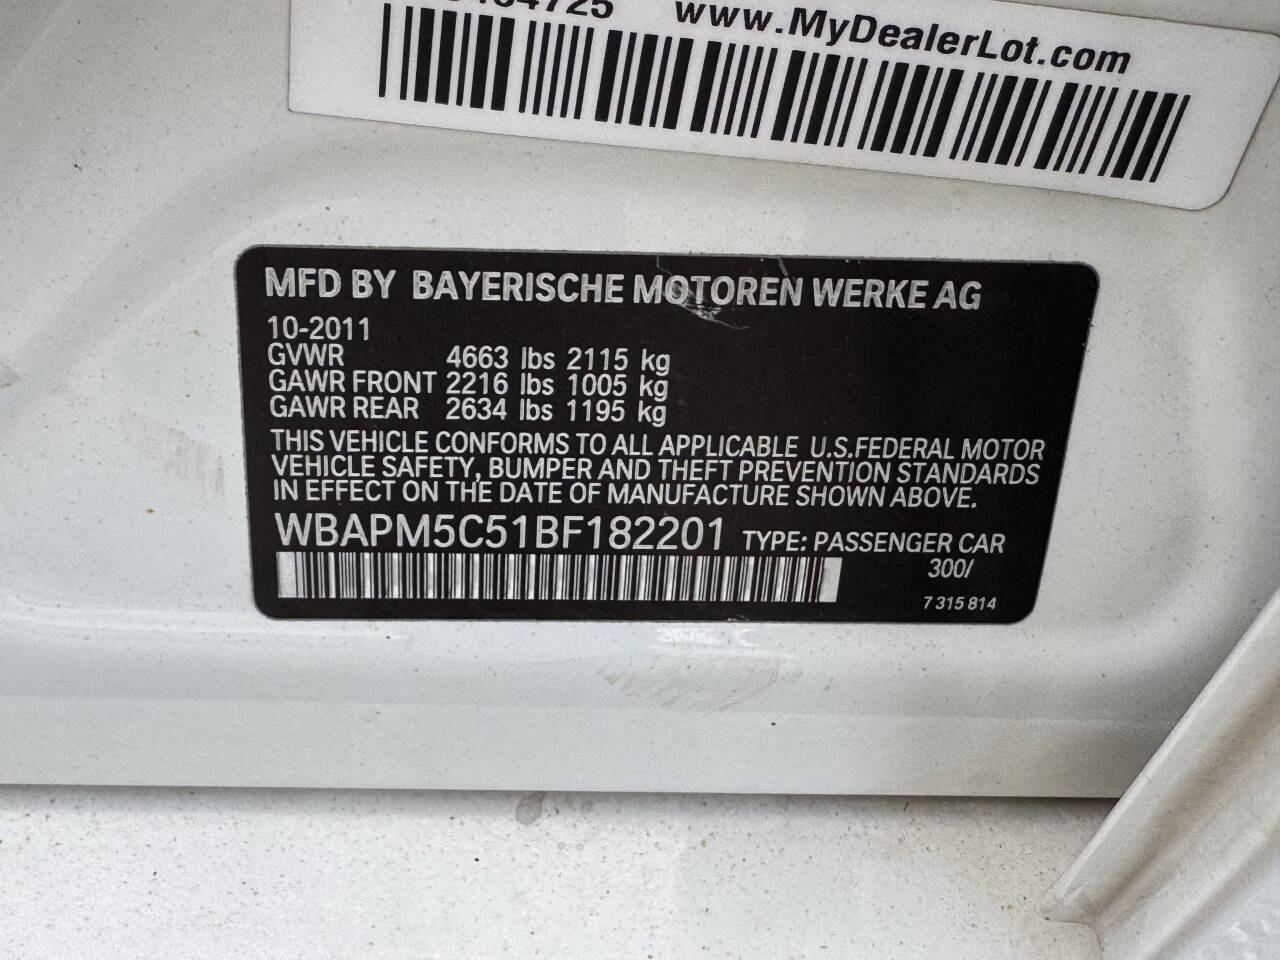 www.MyDealerLot.com
MFD BY BAYERISCHE MOTOREN WERKE AG
10-2011
GVWR 4663 lbs 2115 kg
GAWR FRONT 2216 lbs 1005 kg
GAWR REAR 2634 lbs 1195 kg
THIS VEHICLE CONFORMS TO ALL APPLICABLE U.S.FEDERAL MOTOR
VEHICLE SAFETY, BUMPER AND THEFT PREVENTION STANDARDS
IN EFFECT ON THE DATE OF MANUFACTURE SHOWN ABOVE.
WBAPM5C51BF182201 TYPE: PASSENGER CAR
300/
7 315 814